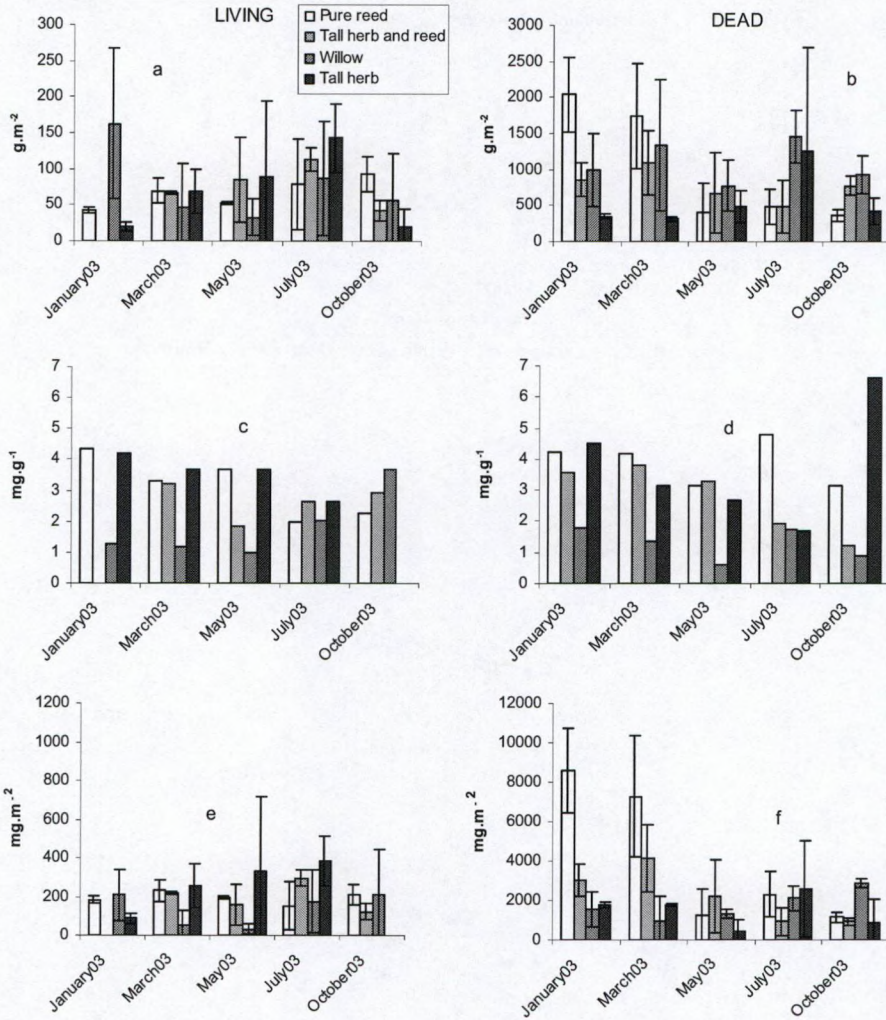 LIVING
Pure reed
Tall herb and reed
Willow
Tall herb
DEAD
300
250
200
150
100
50
0
g.m-2
a
January03
March03
May03
July03
October03
3000
2500
2000
1500
1000
500
0
g.m-2
b
January03
March03
May03
July03
October03
7
6
5
4
3
2
1
0
mg.g-1
c
January03
March03
May03
July03
October03
7
6
5
4
3
2
1
0
mg.g-1
d
January03
March03
May03
July03
October03
1200
1000
800
600
400
200
0
mg.m-2
e
January03
March03
May03
July03
October03
12000
10000
8000
6000
4000
2000
0
mg.m-2
f
January03
March03
May03
July03
October03